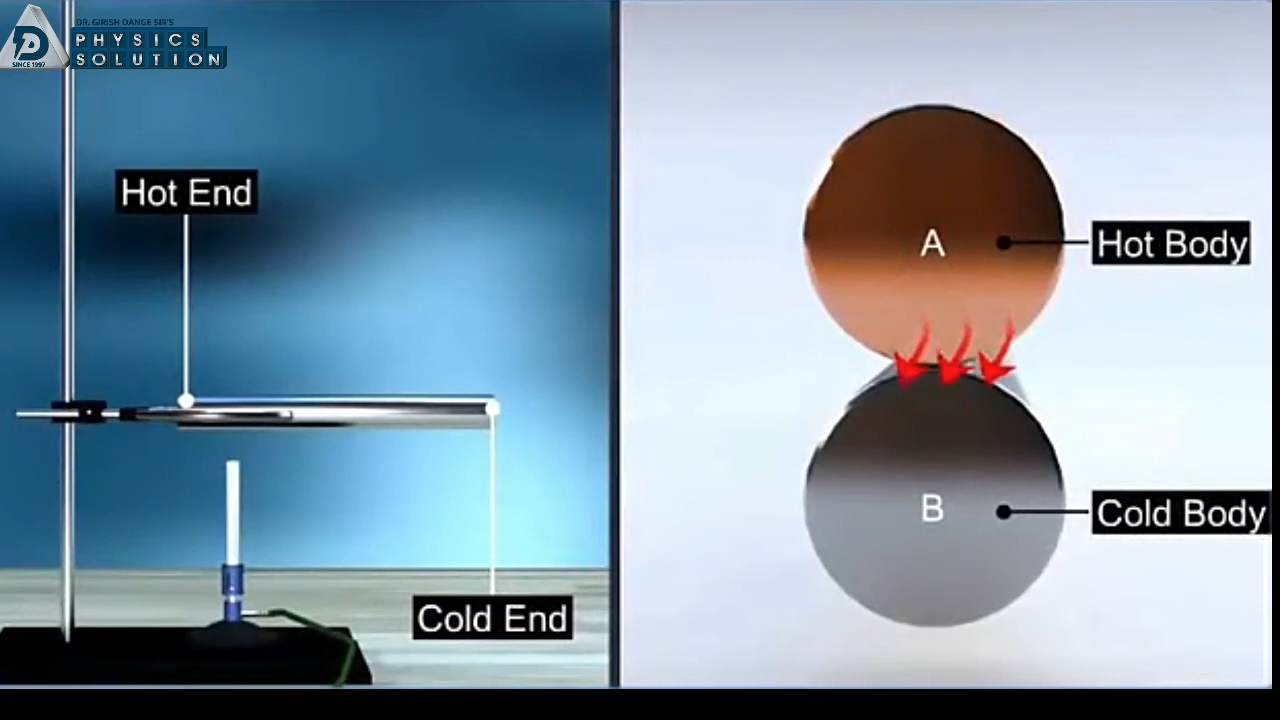 DR. GIRISH DANGE SIR'S
PHYSICS
SOLUTION
SINCE 1997
Hot End
Cold End
A
Hot Body
B
Cold Body